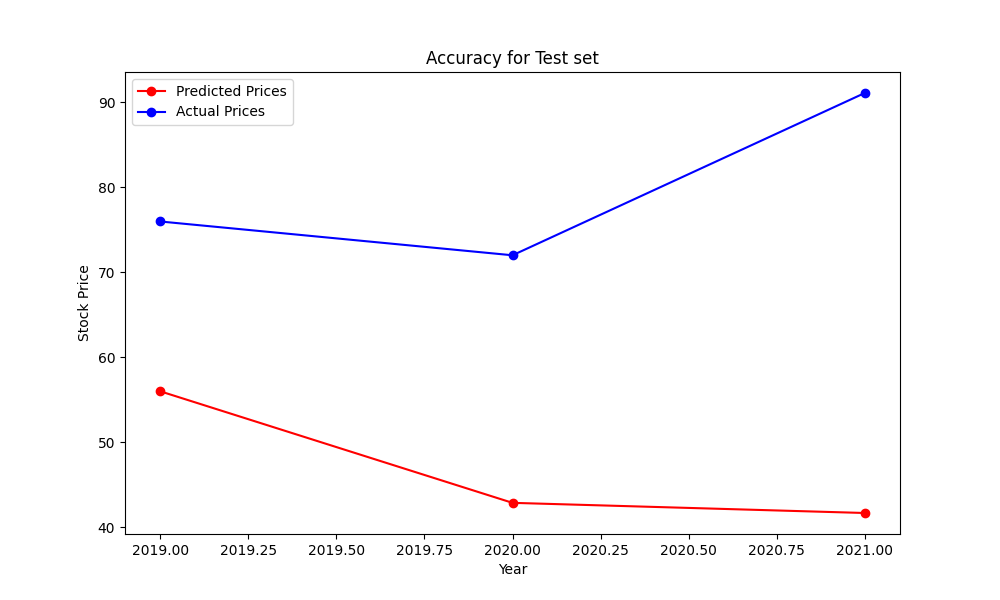 Accuracy for Test set
Predicted Prices
Actual Prices
90
80
70
60
50
40
Stock Price
2019.00 2019.25 2019.50 2019.75 2020.00 2020.25 2020.50 2020.75 2021.00
Year